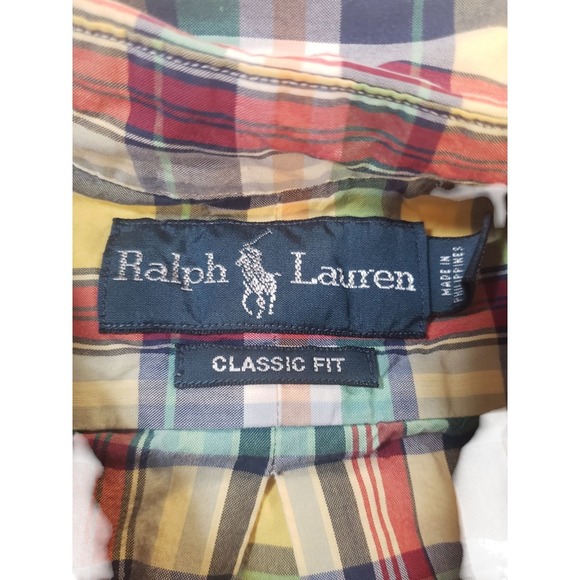 Ralph Lauren
MADE IN
PHILIPPINES
CLASSIC FIT